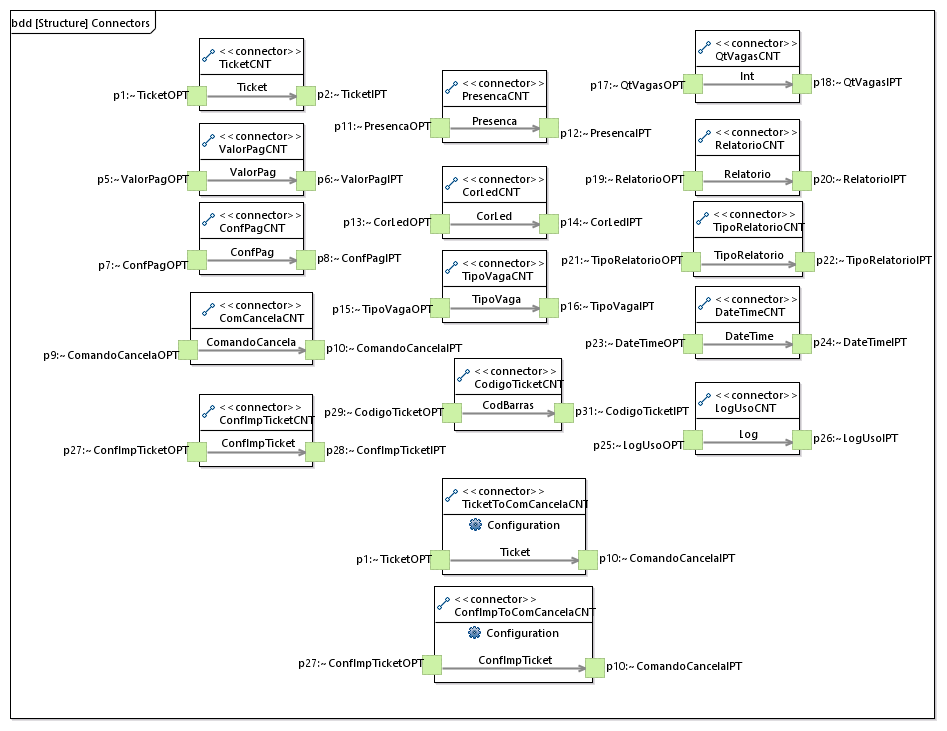 bdd [Structure] Connectors
<<connector>>
TicketCNT
Ticket
p1:~TicketOPT
p2:~TicketIPT
<<connector>>
ValorPagCNT
ValorPag
p5:~ValorPagOPT
p6:~ValorPagIPT
<<connector>>
ConfPagCNT
ConfPag
p7:~ConfPagOPT
p8:~ConfPagIPT
<<connector>>
ComCancelaCNT
ComandoCancela
p9:~ComandoCancelaOPT
p10:~ComandoCancelaIPT
<<connector>>
ConfImpTicketCNT
ConfImpTicket
p27:~ConfImpTicketOPT
p28:~ConfImpTicketIPT
<<connector>>
PresencaCNT
Presenca
p11:~PresencaOPT
p12:~PresencaIPT
<<connector>>
CorLedCNT
CorLed
p13:~CorLedOPT
p14:~CorLedIPT
<<connector>>
TipoVagaCNT
TipoVaga
p15:~TipoVagaOPT
p16:~TipoVagaIPT
<<connector>>
CodigoTicketCNT
CodBarras
p29:~CodigoTicketOPT
p31:~CodigoTicketIPT
<<connector>>
QtVagasCNT
Int
p17:~QtVagasOPT
p18:~QtVagasIPT
<<connector>>
RelatorioCNT
Relatorio
p19:~RelatorioOPT
p20:~RelatorioIPT
<<connector>>
TipoRelatorioCNT
TipoRelatorio
p21:~TipoRelatorioOPT
p22:~TipoRelatorioIPT
<<connector>>
DateTimeCNT
DateTime
p23:~DateTimeOPT
p24:~DateTimeIPT
<<connector>>
LogUsoCNT
Log
p25:~LogUsoOPT
p26:~LogUsoIPT
<<connector>>
TicketToComCancelaCNT
Configuration
Ticket
p1:~TicketOPT
p10:~ComandoCancelaIPT
<<connector>>
ConfImpToComCancelaCNT
Configuration
ConfImpTicket
p27:~ConfImpTicketOPT
p10:~ComandoCancelaIPT